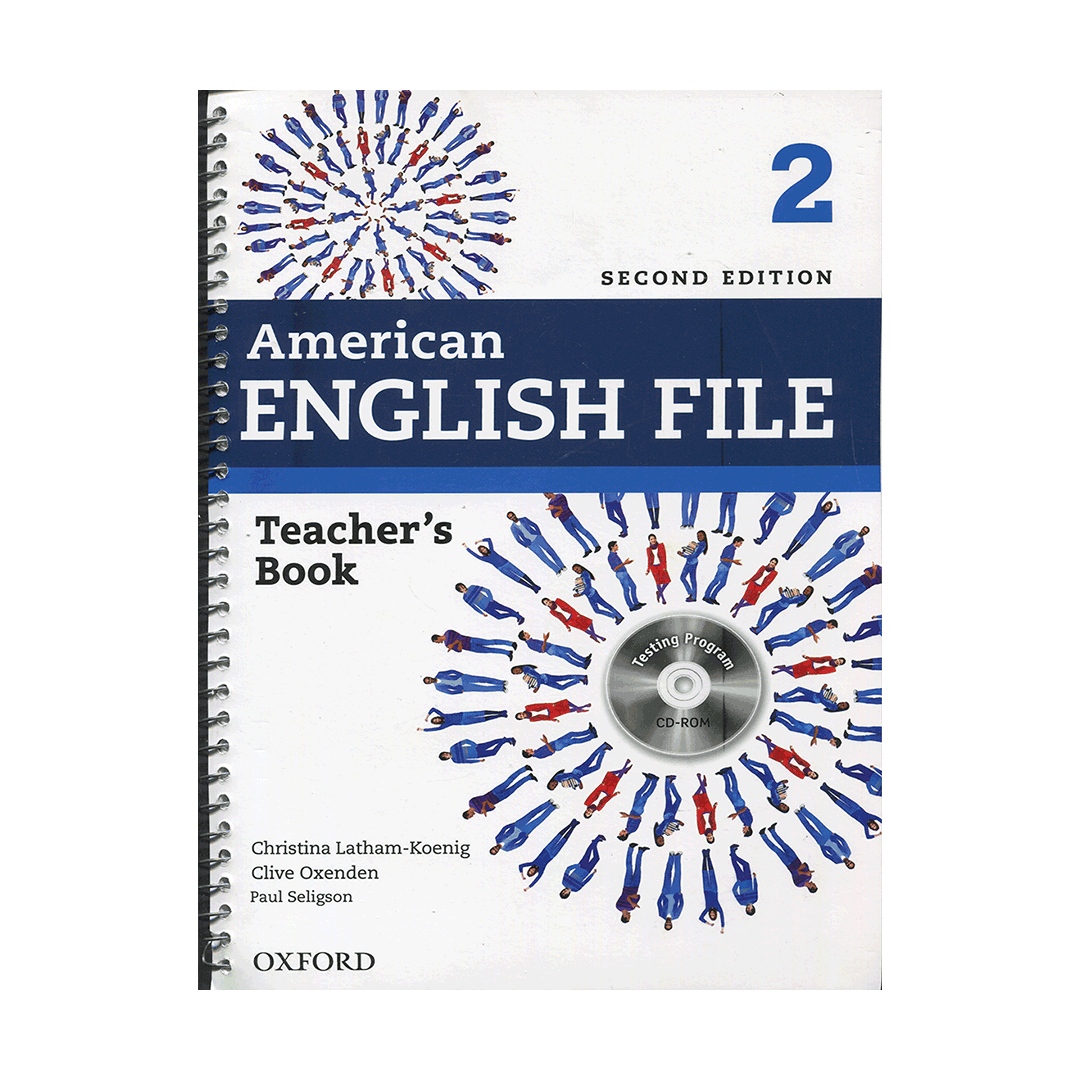 2
SECOND EDITION
American
ENGLISH FILE
Teacher's
Book
Testing Program
CD-ROM
Christina Latham-Koenig
Clive Oxenden
Paul Seligson
OXFORD